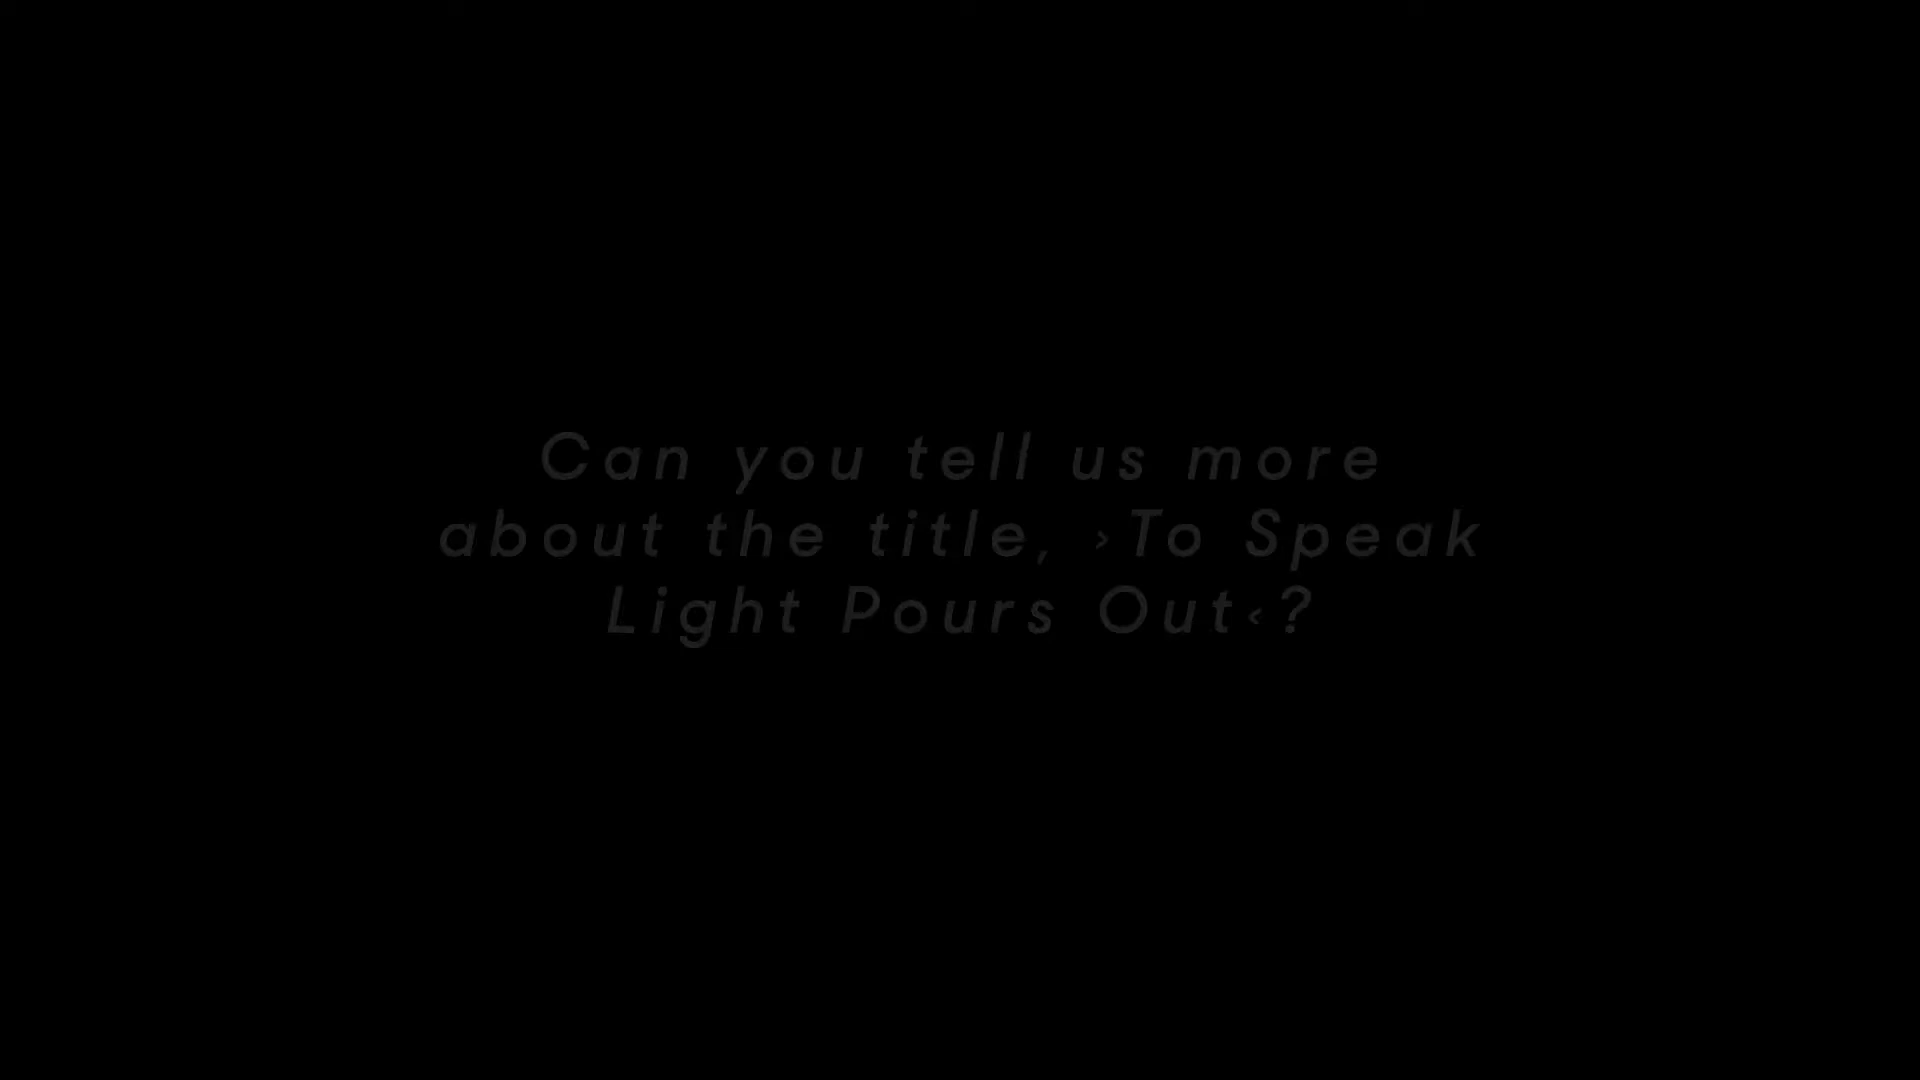 Can you tell us more
about the title, ›To Speak
Light Pours Out‹?